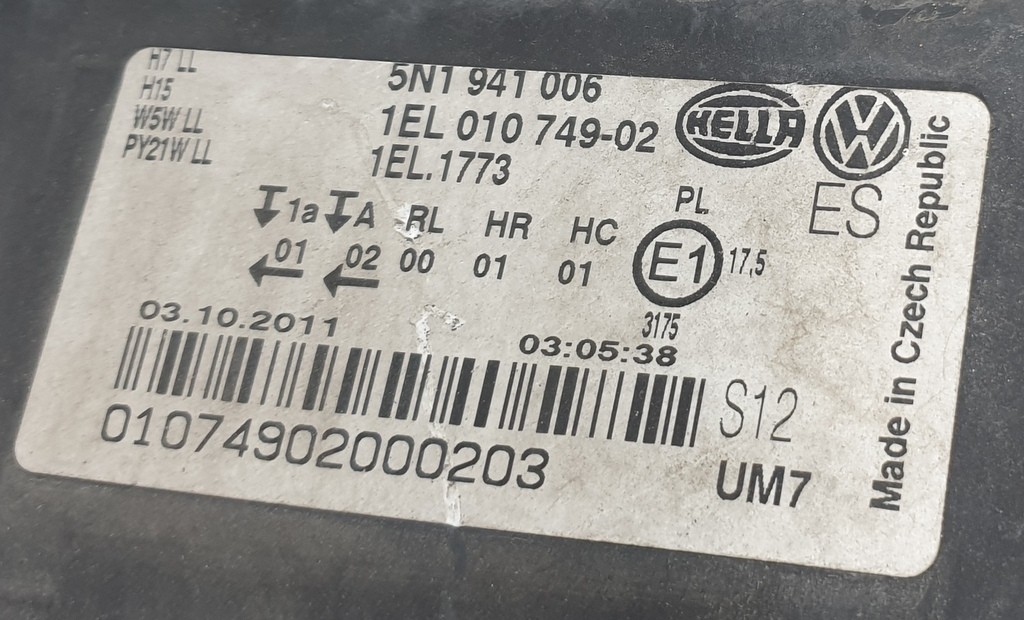 H7 LL
H15
W5W LL
PY21W LL
5N1 941 006
1EL 010 749-02
1EL.1773
HELLA
VW
ES
1a A RL HR HC PL
01 02 00 01 01 E1 17,5
3175
03.10.2011
03:05:38
01074902000203
S12
UM7
Made in Czech Republic